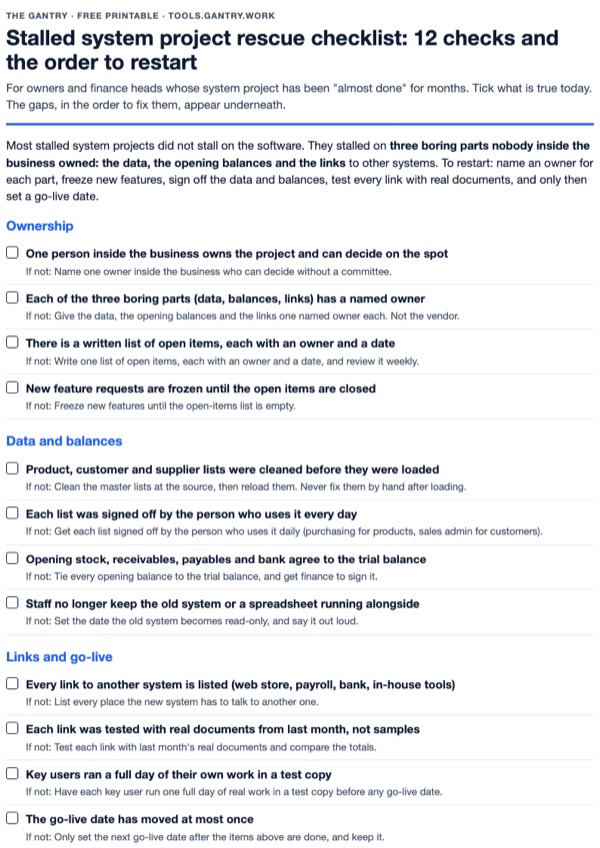 THE GANTRY · FREE PRINTABLE · TOOLS.GANTRY.WORK
Stalled system project rescue checklist: 12 checks and
the order to restart
For owners and finance heads whose system project has been "almost done" for months. Tick what is true today.
The gaps, in the order to fix them, appear underneath.
Most stalled system projects did not stall on the software. They stalled on three boring parts nobody inside the
business owned: the data, the opening balances and the links to other systems. To restart: name an owner for
each part, freeze new features, sign off the data and balances, test every link with real documents, and only then
set a go-live date.
Ownership
One person inside the business owns the project and can decide on the spot
If not: Name one owner inside the business who can decide without a committee.
Each of the three boring parts (data, balances, links) has a named owner
If not: Give the data, the opening balances and the links one named owner each. Not the vendor.
There is a written list of open items, each with an owner and a date
If not: Write one list of open items, each with an owner and a date, and review it weekly.
New feature requests are frozen until the open items are closed
If not: Freeze new features until the open-items list is empty.
Data and balances
Product, customer and supplier lists were cleaned before they were loaded
If not: Clean the master lists at the source, then reload them. Never fix them by hand after loading.
Each list was signed off by the person who uses it every day
If not: Get each list signed off by the person who uses it daily (purchasing for products, sales admin for customers).
Opening stock, receivables, payables and bank agree to the trial balance
If not: Tie every opening balance to the trial balance, and get finance to sign it.
Staff no longer keep the old system or a spreadsheet running alongside
If not: Set the date the old system becomes read-only, and say it out loud.
Links and go-live
Every link to another system is listed (web store, payroll, bank, in-house tools)
If not: List every place the new system has to talk to another one.
Each link was tested with real documents from last month, not samples
If not: Test each link with last month's real documents and compare the totals.
Key users ran a full day of their own work in a test copy
If not: Have each key user run one full day of real work in a test copy before any go-live date.
The go-live date has moved at most once
If not: Only set the next go-live date after the items above are done, and keep it.